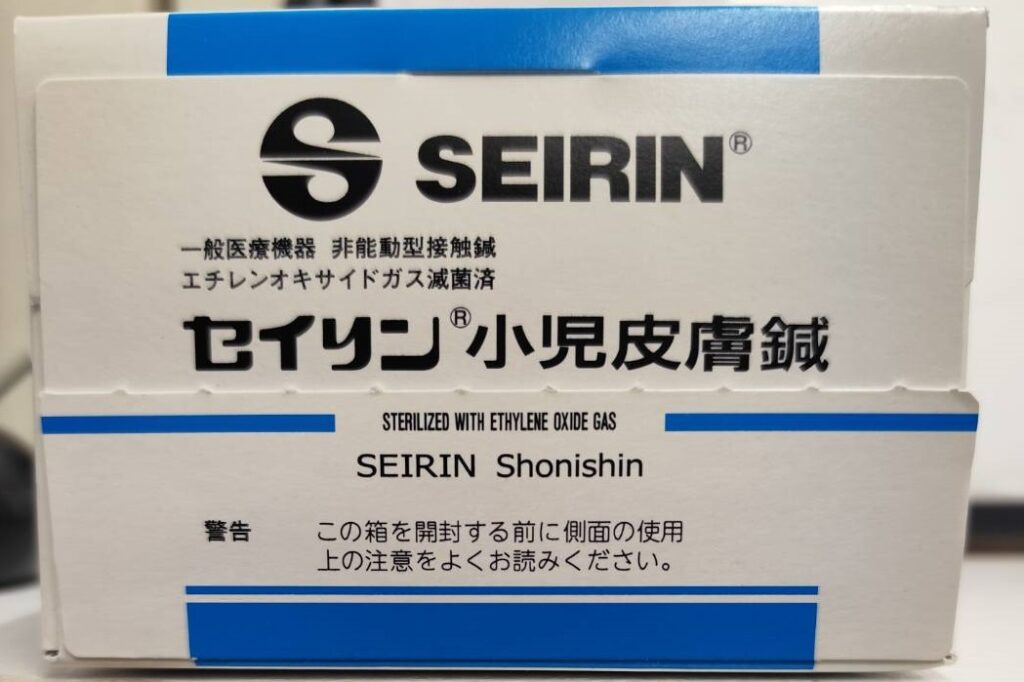 SEIRIN®
一般医療機器 非能動型接触鍼
エチレンオキサイドガス滅菌済
セイリン®小児皮膚鍼
STERILIZED WITH ETHYLENE OXIDE GAS
SEIRIN Shonishin
警告 この箱を開封する前に側面の使用
上の注意をよくお読みください。